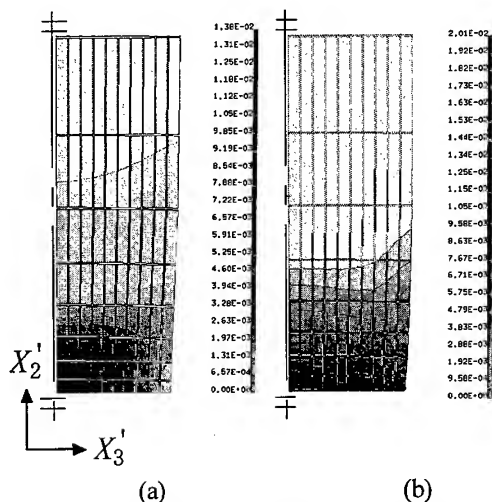 1.38E-02
1.31E-02
1.25E-02
1.18E-02
1.12E-02
1.05E-02
9.85E-03
9.19E-03
8.54E-03
7.88E-03
7.22E-03
6.57E-03
5.91E-03
5.25E-03
4.60E-03
3.94E-03
3.28E-03
2.63E-03
1.97E-03
1.31E-03
6.57E-04
0.00E+00
2.01E-02
1.92E-02
1.82E-02
1.73E-02
1.63E-02
1.53E-02
1.44E-02
1.34E-02
1.25E-02
1.15E-02
1.05E-02
9.58E-03
8.63E-03
7.67E-03
6.71E-03
5.75E-03
4.79E-03
3.83E-03
2.88E-03
1.92E-03
9.58E-04
0.00E+00
X₂'
X₃'
(a) (b)